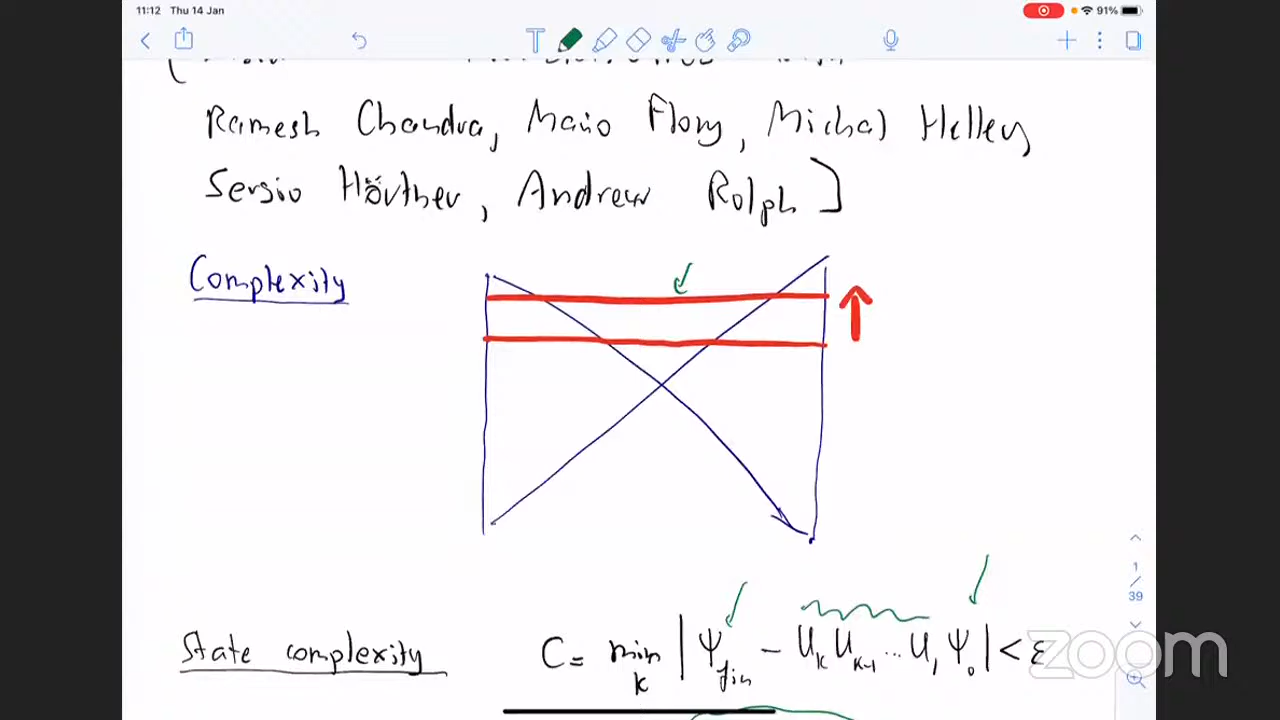 11:12 Thu 14 Jan
91%
Ramesh Chandra, Mario Flory, Michal Heller,
Sergio Hörtner, Andrew Rolph]
Complexity
1
/
39
State complexity C = min k | Ψfin − Uk Uk-1 ... U1 Ψ0 | < ε
zoom